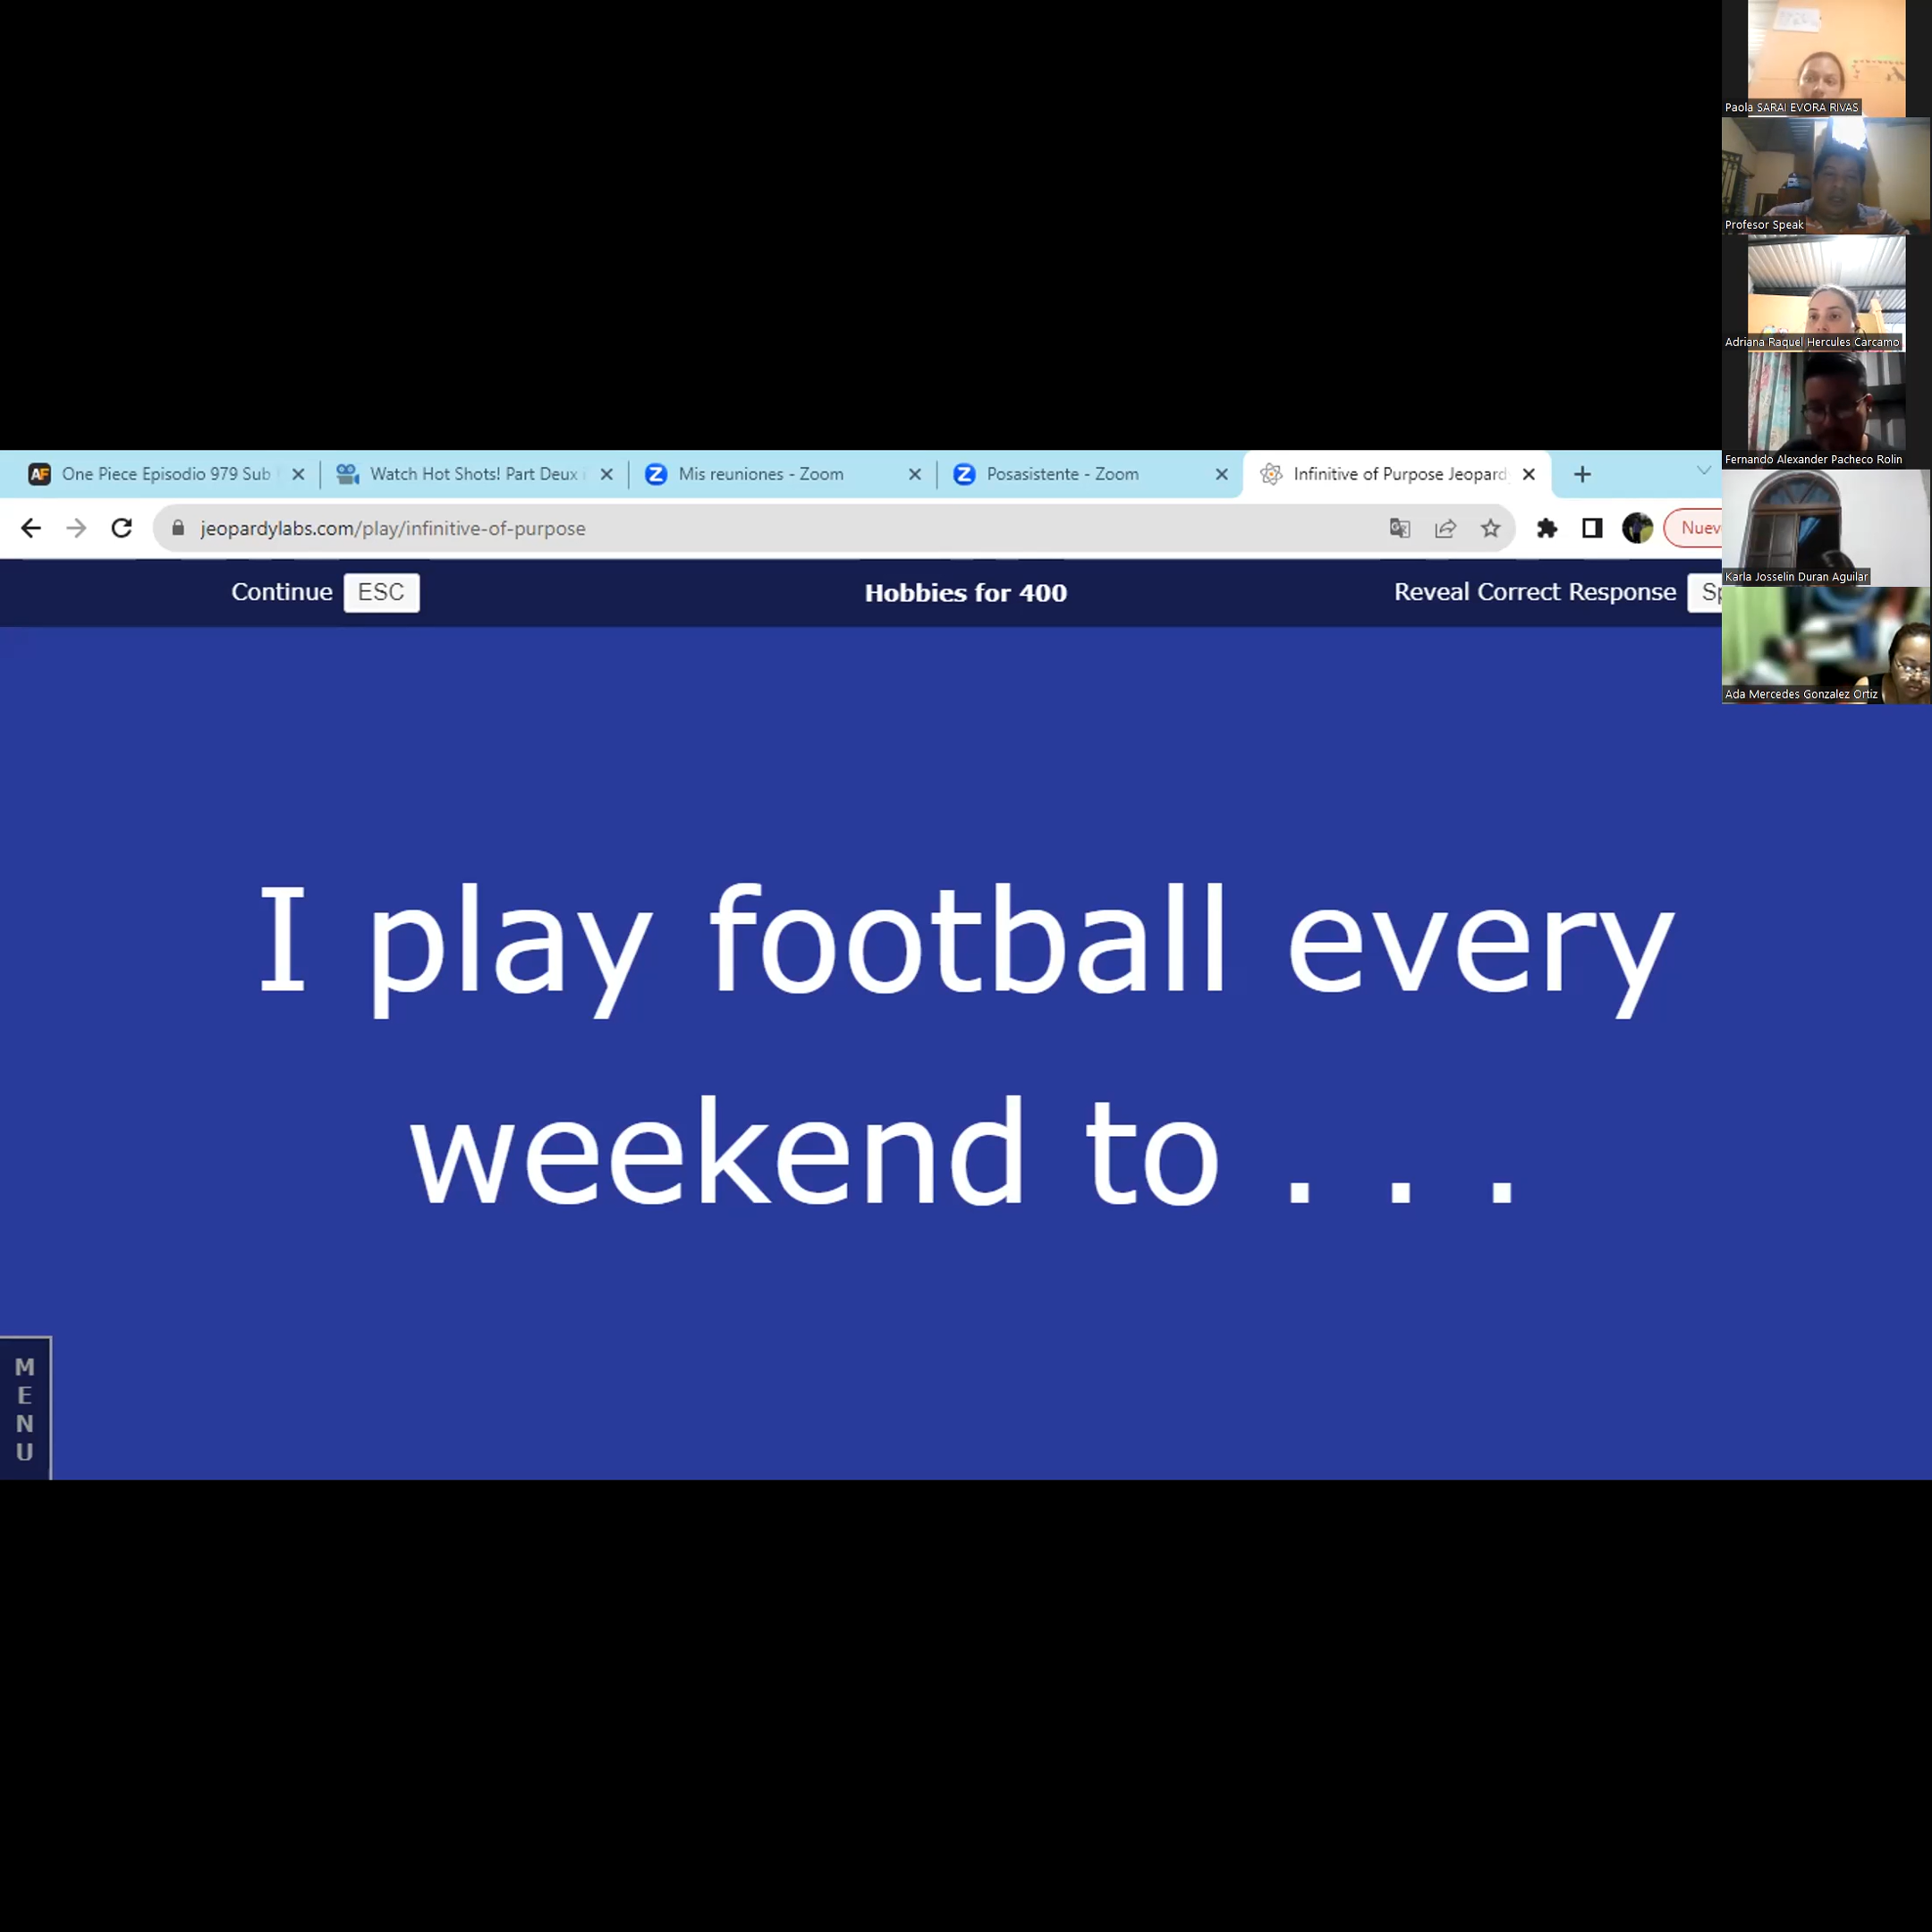 Paola SARAI EVORA RIVAS
Profesor Speak
Adriana Raquel Hercules Carcamo
Fernando Alexander Pacheco Rolin
Karla Josselin Duran Aguilar
Ada Mercedes Gonzalez Ortiz
One Piece Episodio 979 Sub
Watch Hot Shots! Part Deux
Mis reuniones - Zoom
Posasistente - Zoom
Infinitive of Purpose Jeopard
jeopardylabs.com/play/infinitive-of-purpose
Nuev
Continue ESC
Hobbies for 400
Reveal Correct Response Sp
I play football every
weekend to . . .
MENU